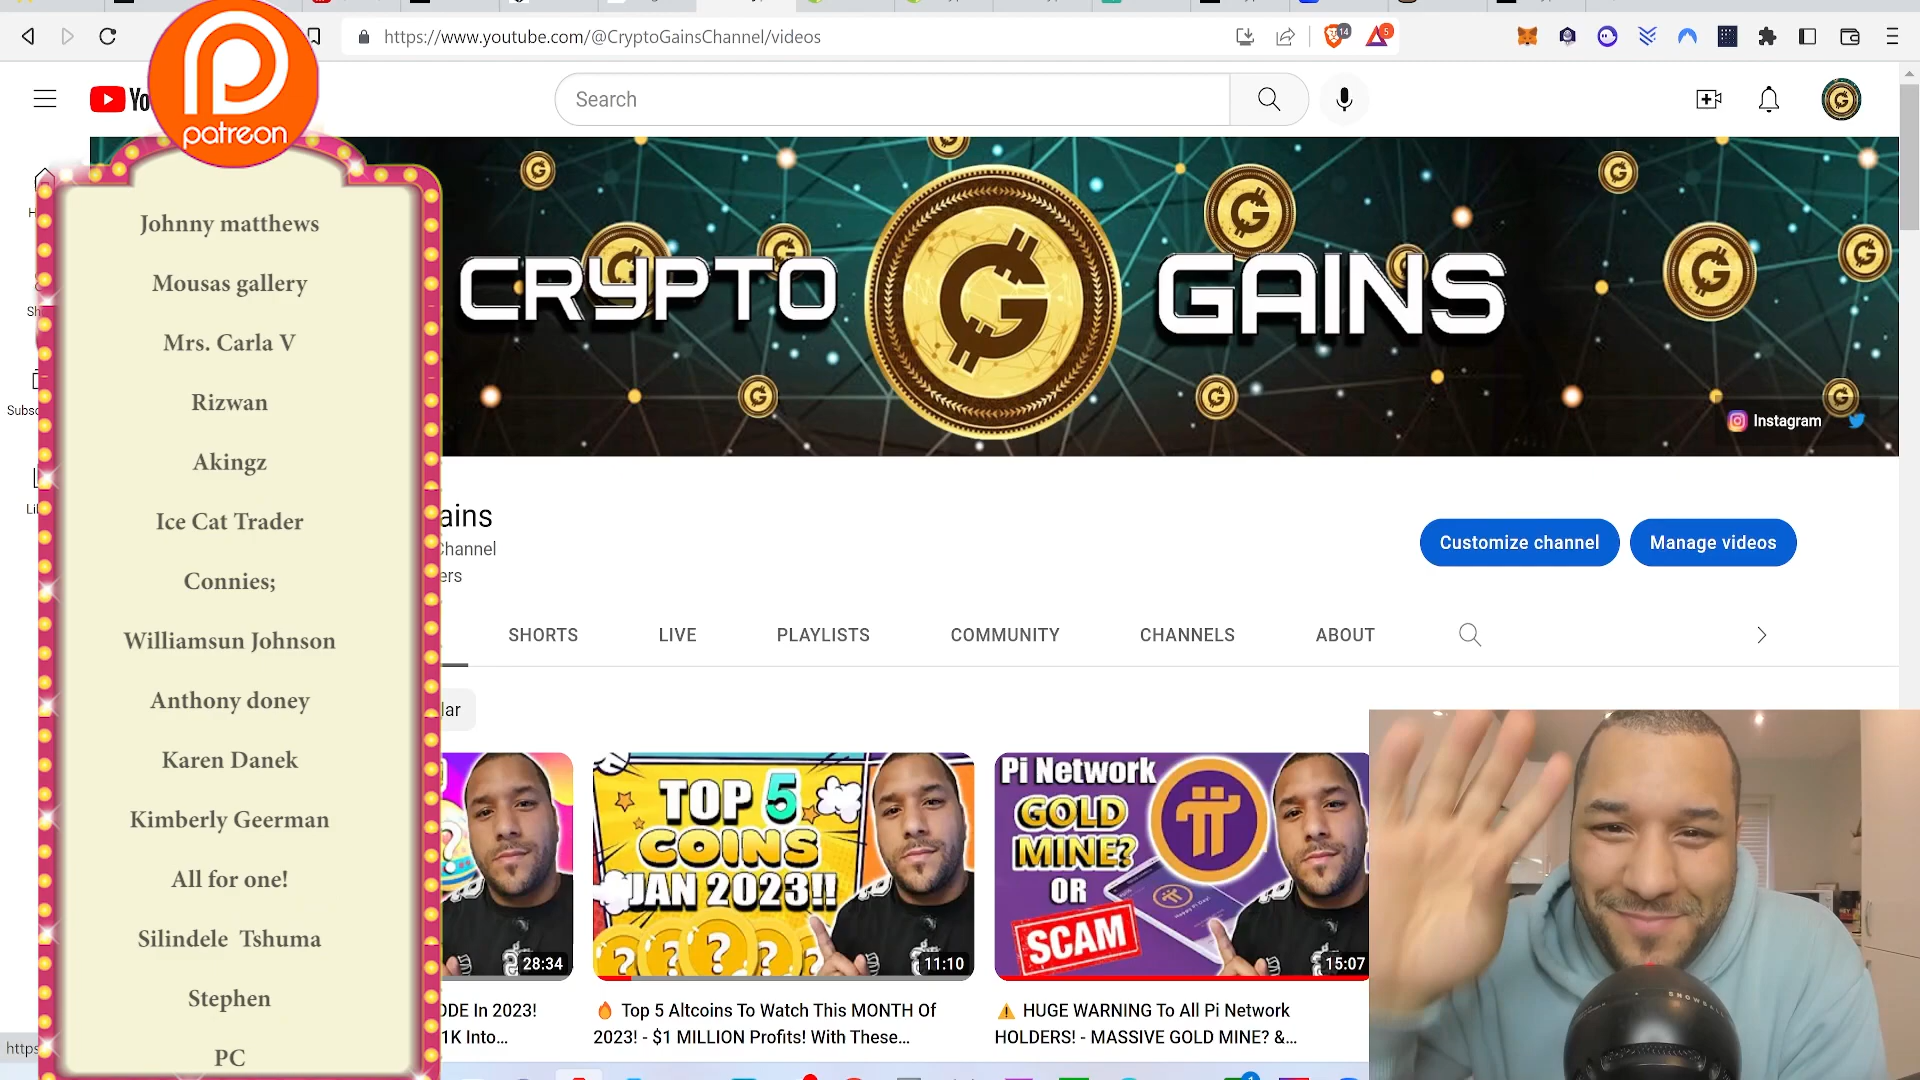 https://www.youtube.com/@CryptoGainsChannel/videos
14
5
Search
patreon
Johnny matthews
Mousas gallery
Mrs. Carla V
Rizwan
Akingz
Ice Cat Trader
Connies;
Williamsun Johnson
Anthony doney
Karen Danek
Kimberly Geerman
All for one!
Silindele Tshuma
Stephen
PC
CRYPTO GAINS
Instagram
ains
Channel
ers
Customize channel
Manage videos
SHORTS
LIVE
PLAYLISTS
COMMUNITY
CHANNELS
ABOUT
lar
28:34
TOP 5
COINS
JAN 2023!!
11:10
Pi Network
GOLD
MINE?
OR
SCAM
15:07
ODE In 2023!
1K Into...
🔥 Top 5 Altcoins To Watch This MONTH Of
2023! - $1 MILLION Profits! With These...
⚠ HUGE WARNING To All Pi Network
HOLDERS! - MASSIVE GOLD MINE? &...
https